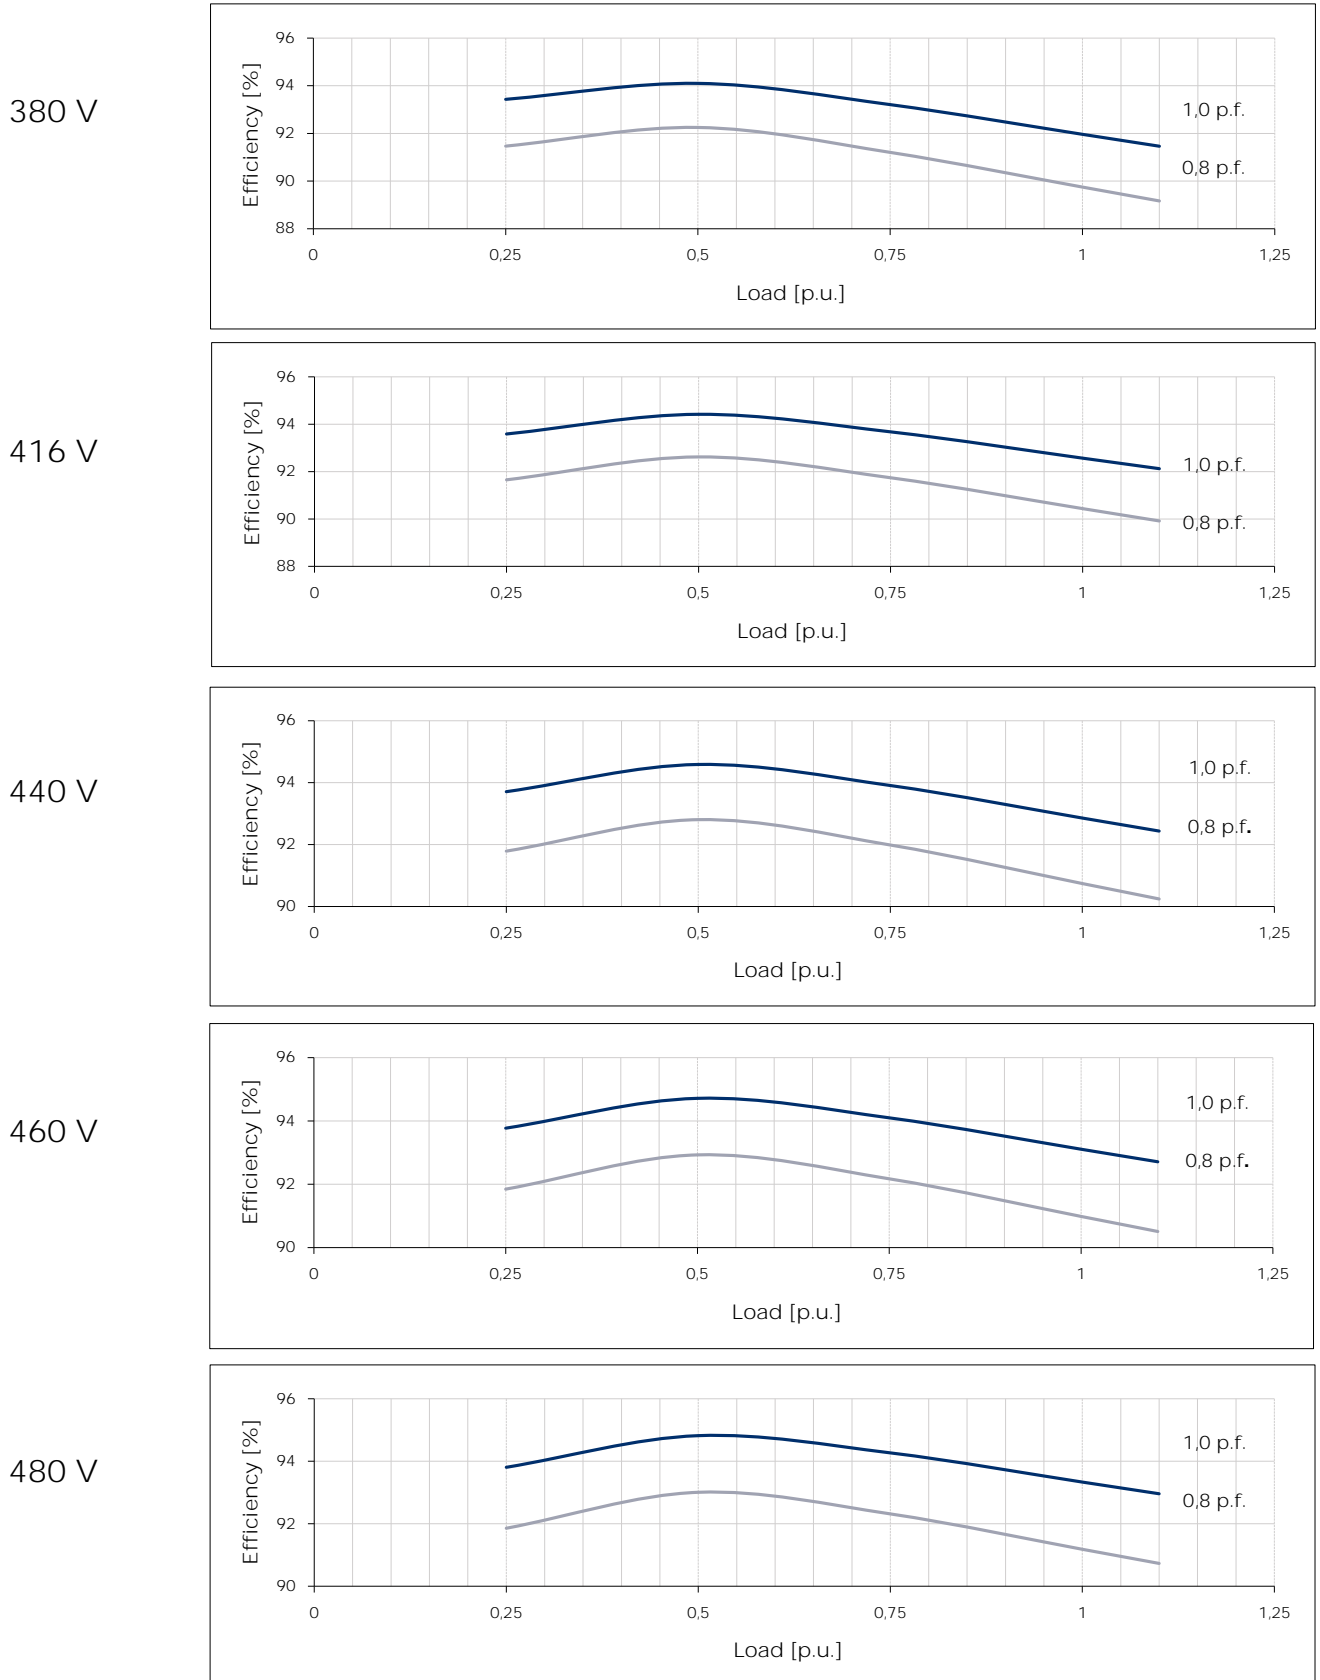 380 V
Efficiency [%]
96
94
92
90
88
1,0 p.f.
0,8 p.f.
0 0,25 0,5 0,75 1 1,25
Load [p.u.]
416 V
Efficiency [%]
96
94
92
90
88
1,0 p.f.
0,8 p.f.
0 0,25 0,5 0,75 1 1,25
Load [p.u.]
440 V
Efficiency [%]
96
94
92
90
1,0 p.f.
0,8 p.f.
0 0,25 0,5 0,75 1 1,25
Load [p.u.]
460 V
Efficiency [%]
96
94
92
90
1,0 p.f.
0,8 p.f.
0 0,25 0,5 0,75 1 1,25
Load [p.u.]
480 V
Efficiency [%]
96
94
92
90
1,0 p.f.
0,8 p.f.
0 0,25 0,5 0,75 1 1,25
Load [p.u.]